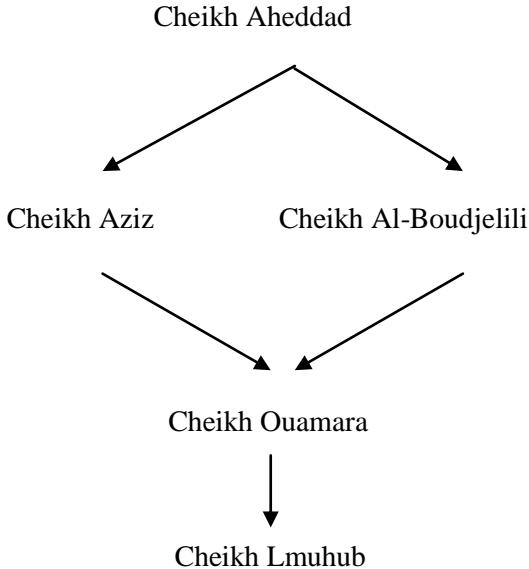 Cheikh Aheddad
Cheikh Aziz
Cheikh Al-Boudjelili
Cheikh Ouamara
Cheikh Lmuhub